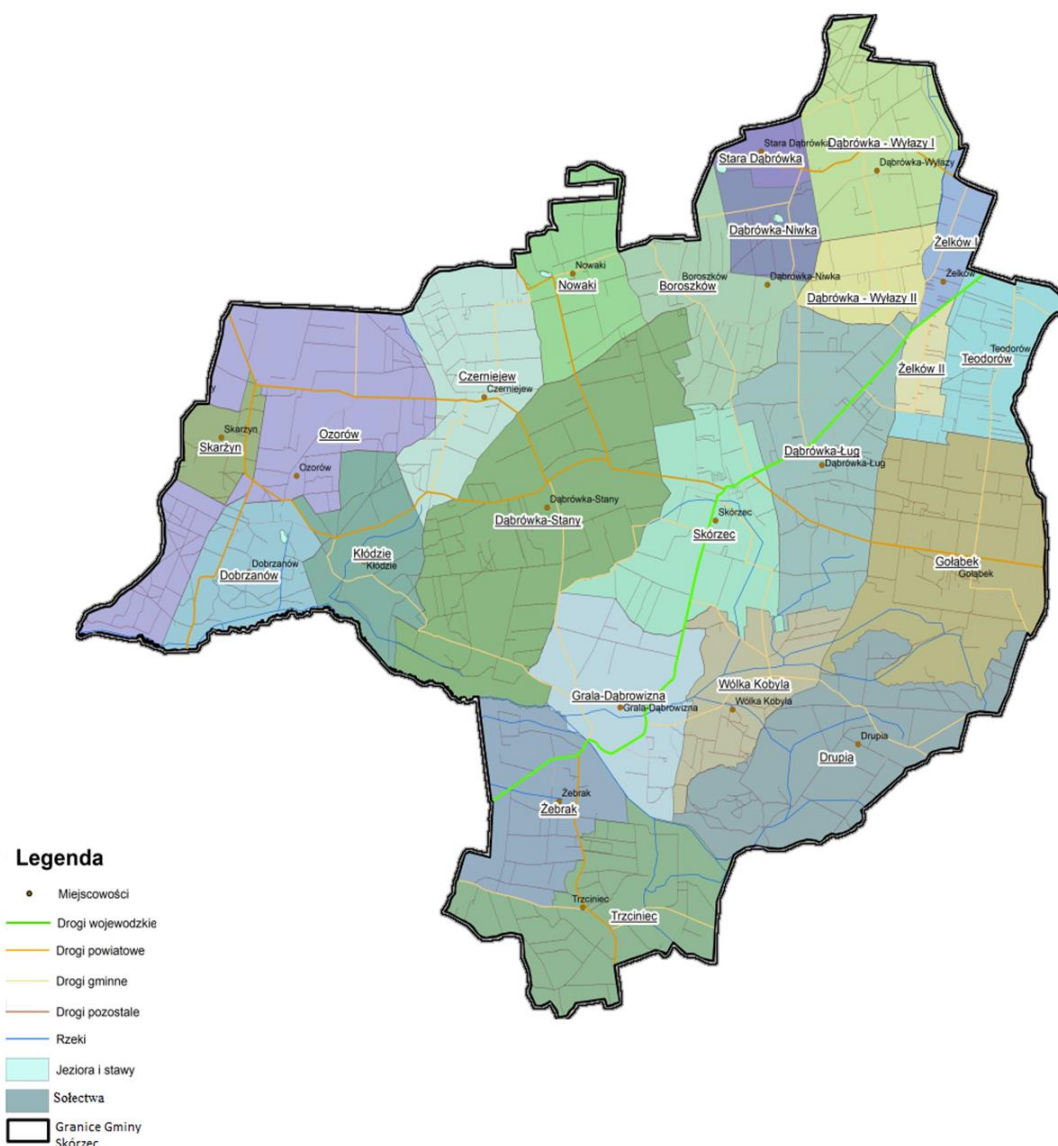 Stara Dąbrówka
Stara Dąbrówka
Dąbrówka - Wyłazy I
Dąbrówka-Wyłazy
Dąbrówka-Niwka
Dąbrówka-Niwka
Żelków I
Żelków
Nowaki
Nowaki
Boroszków
Boroszków
Dąbrówka - Wyłazy II
Teodorów
Teodorów
Żelków II
Czerniejew
Czerniejew
Skarżyn
Skarżyn
Ozorów
Ozorów
Dąbrówka-Ług
Dąbrówka-Ług
Dąbrówka-Stany
Dąbrówka-Stany
Skórzec
Skórzec
Kłódzie
Kłódzie
Dobrzanów
Dobrzanów
Gołąbek
Gołąbek
Grala-Dąbrowizna
Grala-Dąbrowizna
Wólka Kobyla
Wólka Kobyla
Drupia
Drupia
Żebrak
Żebrak
Trzciniec
Trzciniec
Legenda
Miejscowości
Drogi wojewodzkie
Drogi powiatowe
Drogi gminne
Drogi pozostale
Rzeki
Jeziora i stawy
Sołectwa
Granice Gminy
Skórzec